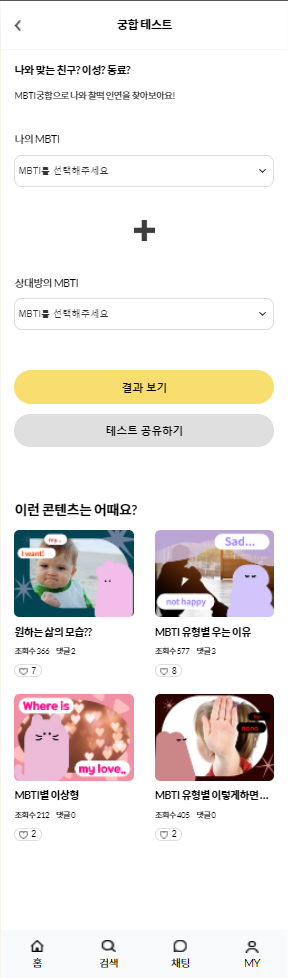 궁합 테스트
나와 맞는 친구? 이성? 동료?
MBTI궁합으로 나와 찰떡 인연을 찾아보아요!
나의 MBTI
MBTI를 선택해주세요
상대방의 MBTI
MBTI를 선택해주세요
결과 보기
테스트 공유하기
이런 콘텐츠는 어때요?
my..
I want!
Sad...
not happy
원하는 삶의 모습??
MBTI 유형별 우는 이유
조회수 366 댓글 2
조회수 577 댓글 3
7
8
Where is
my love..
nono
MBTI별 이상형
MBTI 유형별 이렇게하면...
조회수 212 댓글 0
조회수 405 댓글 0
2
2
홈
검색
채팅
MY